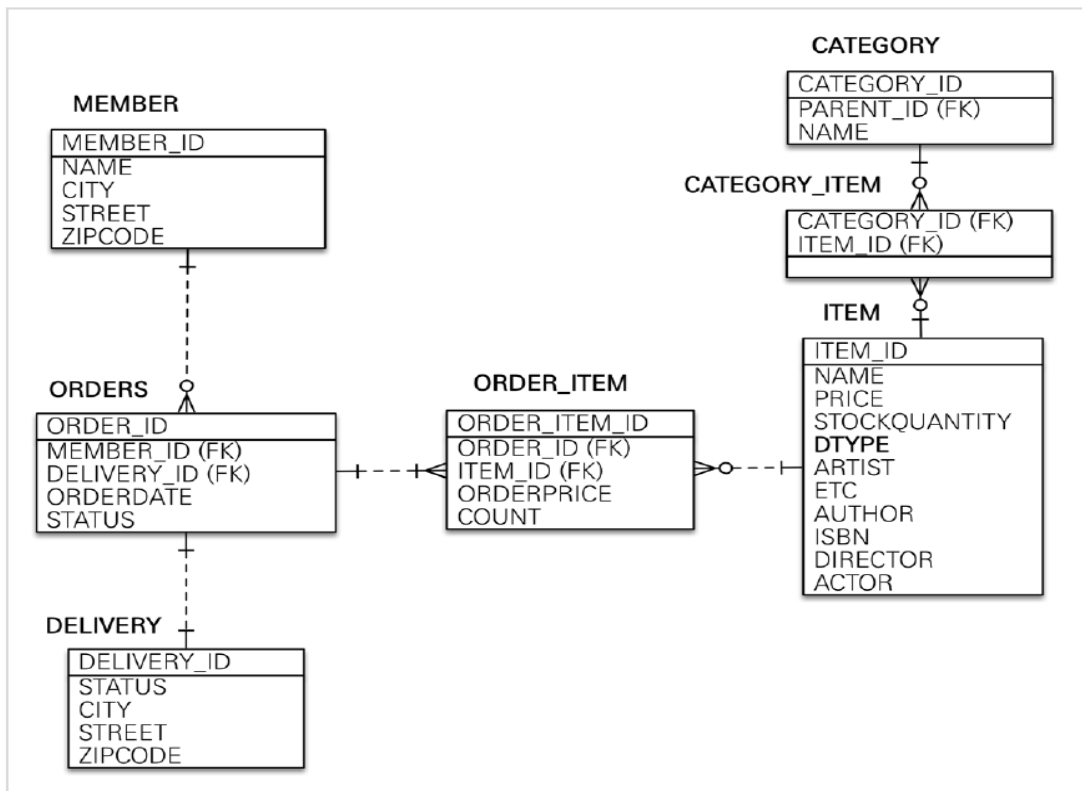 CATEGORY
CATEGORY_ID
PARENT_ID (FK)
NAME
MEMBER
MEMBER_ID
NAME
CITY
STREET
ZIPCODE
CATEGORY_ITEM
CATEGORY_ID (FK)
ITEM_ID (FK)
ITEM
ITEM_ID
NAME
PRICE
STOCKQUANTITY
DTYPE
ARTIST
ETC
AUTHOR
ISBN
DIRECTOR
ACTOR
ORDERS
ORDER_ID
MEMBER_ID (FK)
DELIVERY_ID (FK)
ORDERDATE
STATUS
ORDER_ITEM
ORDER_ITEM_ID
ORDER_ID (FK)
ITEM_ID (FK)
ORDERPRICE
COUNT
DELIVERY
DELIVERY_ID
STATUS
CITY
STREET
ZIPCODE